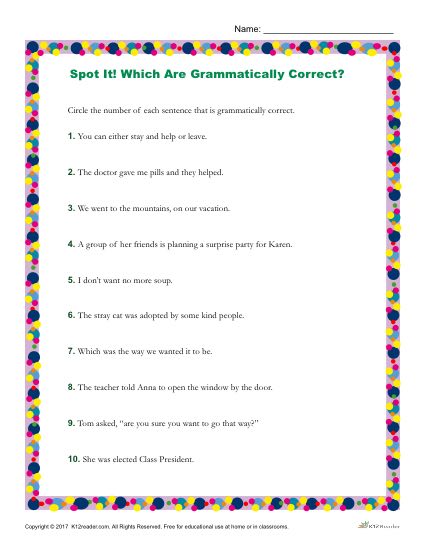 Name: ___________________________
Spot It! Which Are Grammatically Correct?
Circle the number of each sentence that is grammatically correct.
1. You can either stay and help or leave.
2. The doctor gave me pills and they helped.
3. We went to the mountains, on our vacation.
4. A group of her friends is planning a surprise party for Karen.
5. I don't want no more soup.
6. The stray cat was adopted by some kind people.
7. Which was the way we wanted it to be.
8. The teacher told Anna to open the window by the door.
9. Tom asked, “are you sure you want to go that way?”
10. She was elected Class President.
Copyright © 2017 K12reader.com. All Rights Reserved. Free for educational use at home or in classrooms.
K12Reader